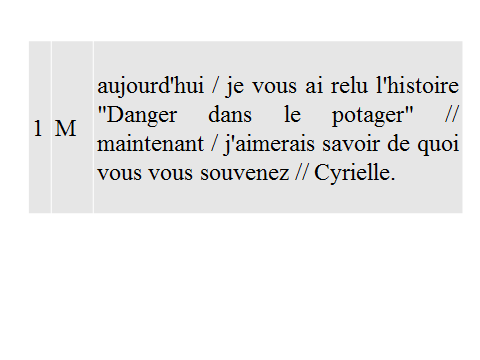 1 M aujourd'hui / je vous ai relu l'histoire
"Danger dans le potager" //
maintenant / j'aimerais savoir de quoi
vous vous souvenez // Cyrielle.